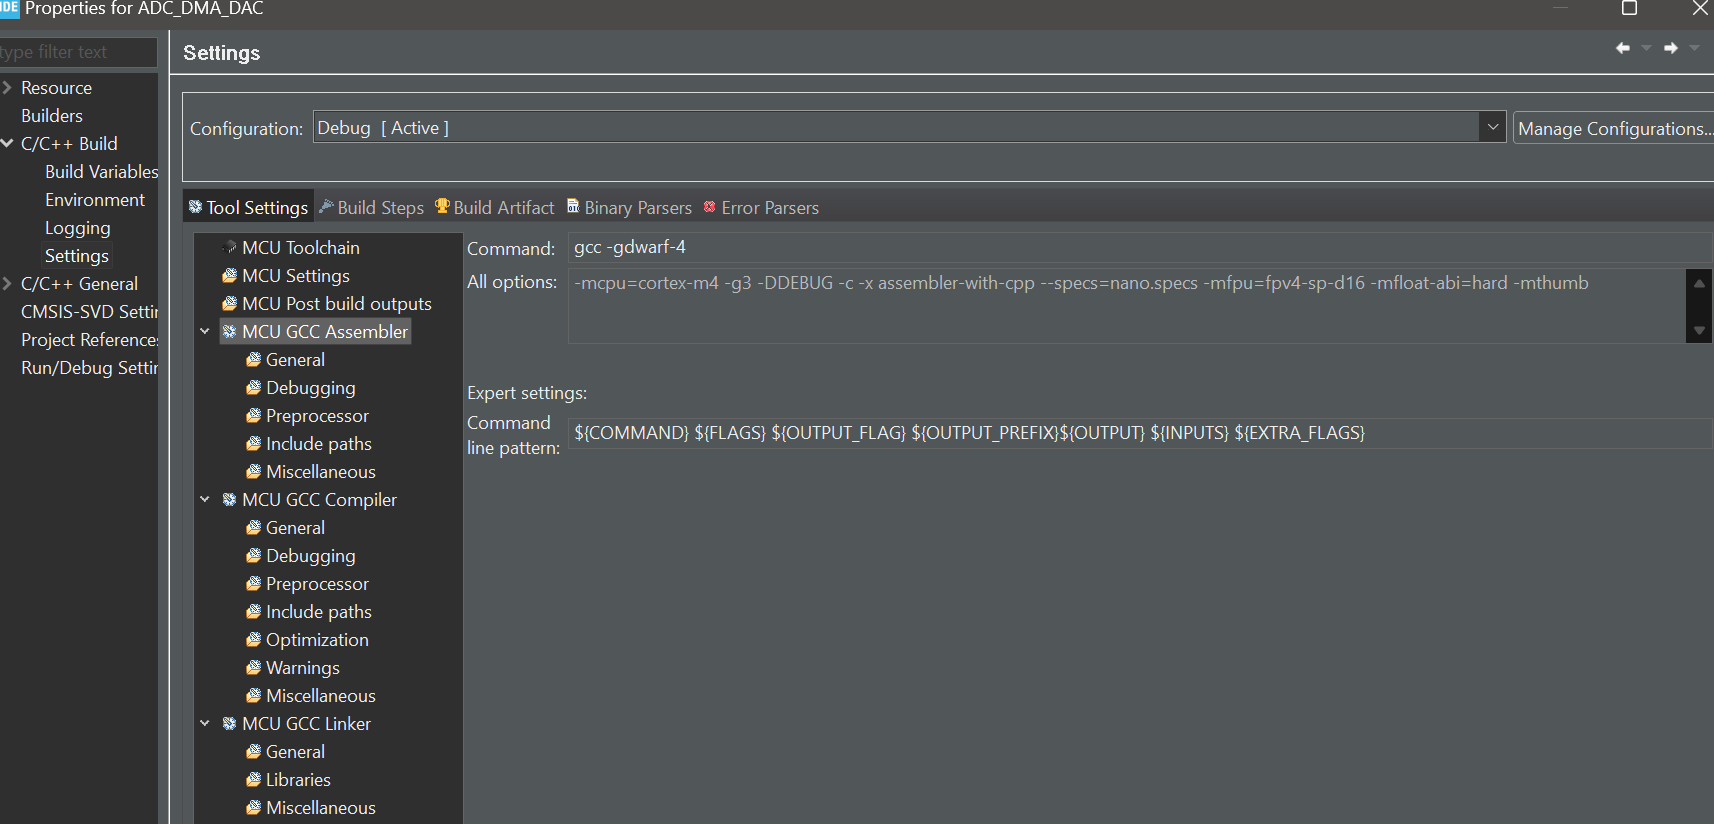 IDE Properties for ADC_DMA_DAC
type filter text
Resource
Builders
C/C++ Build
Build Variables
Environment
Logging
Settings
C/C++ General
CMSIS-SVD Settin
Project References
Run/Debug Settin
Settings
Configuration: Debug [ Active ] Manage Configurations...
Tool Settings Build Steps Build Artifact Binary Parsers Error Parsers
MCU Toolchain
MCU Settings
MCU Post build outputs
MCU GCC Assembler
General
Debugging
Preprocessor
Include paths
Miscellaneous
MCU GCC Compiler
General
Debugging
Preprocessor
Include paths
Optimization
Warnings
Miscellaneous
MCU GCC Linker
General
Libraries
Miscellaneous
Command: gcc -gdwarf-4
All options: -mcpu=cortex-m4 -g3 -DDEBUG -c -x assembler-with-cpp --specs=nano.specs -mfpu=fpv4-sp-d16 -mfloat-abi=hard -mthumb
Expert settings:
Command
line pattern: ${COMMAND} ${FLAGS} ${OUTPUT_FLAG} ${OUTPUT_PREFIX}${OUTPUT} ${INPUTS} ${EXTRA_FLAGS}